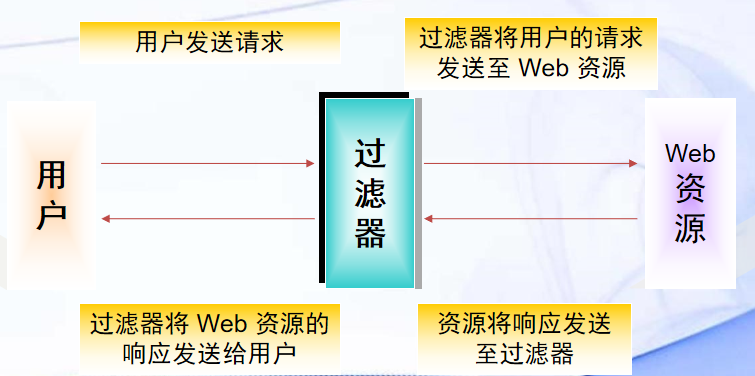 用户发送请求
过滤器将用户的请求
发送至 Web 资源
用户
过滤器
Web
资源
过滤器将 Web 资源的
响应发送给用户
资源将响应发送
至过滤器